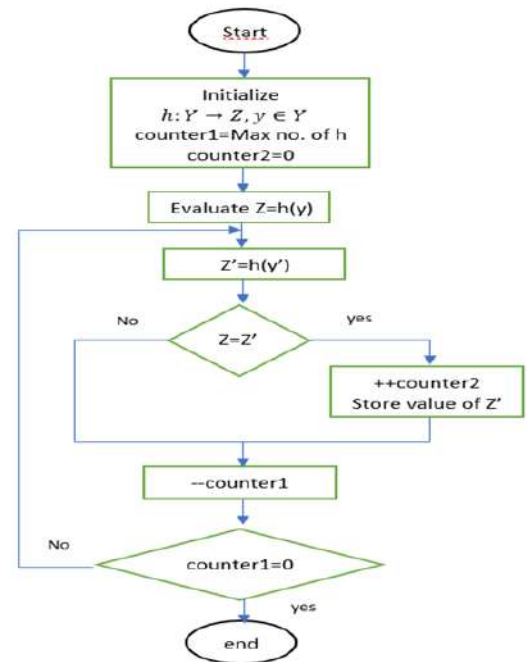 Start
Initialize
h: Y → Z, y ∈ Y
counter1=Max no. of h
counter2=0
Evaluate Z=h(y)
Z’=h(y’)
No
yes
Z=Z’
++counter2
Store value of Z’
--counter1
No
counter1=0
yes
end